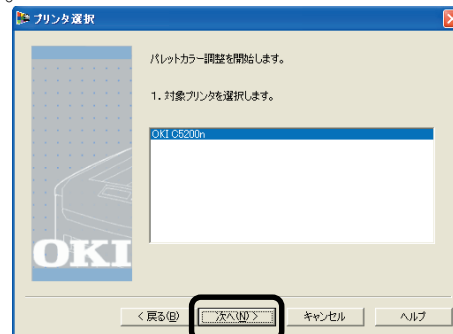 プリンタ選択
パレットカラー調整を開始します。
1. 対象プリンタを選択します。
OKI C5200n
OKI
< 戻る(B)
次へ(N) >
キャンセル
ヘルプ